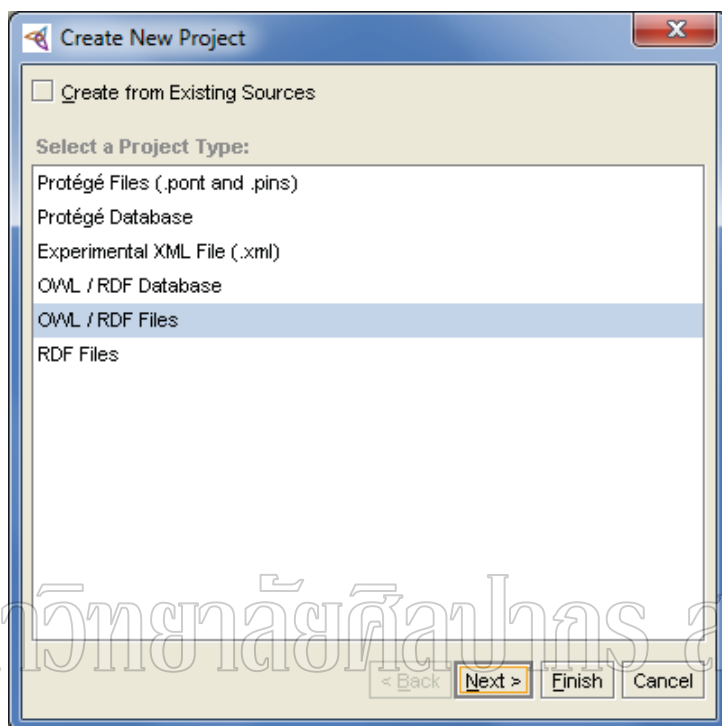 Create New Project
Create from Existing Sources
Select a Project Type:
Protégé Files (.pont and .pins)
Protégé Database
Experimental XML File (.xml)
OWL / RDF Database
OWL / RDF Files
RDF Files
าวิทยาลัยศิลปากร ส
< Back Next > Finish Cancel